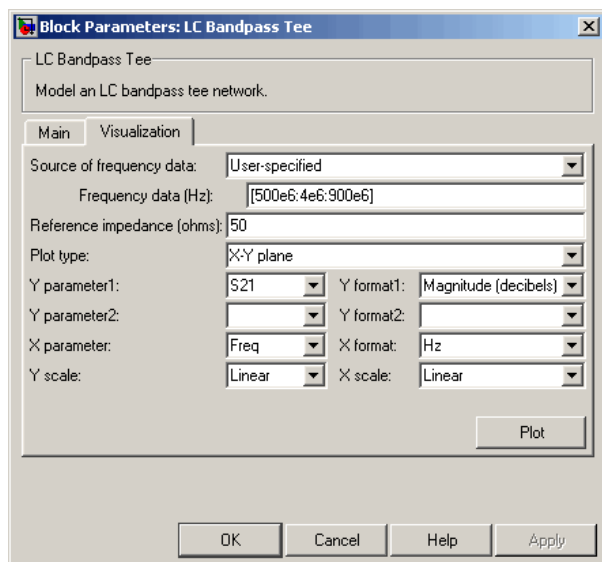 Block Parameters: LC Bandpass Tee
LC Bandpass Tee
Model an LC bandpass tee network.
Main Visualization
Source of frequency data: User-specified
Frequency data (Hz): [500e6:4e6:900e6]
Reference impedance (ohms): 50
Plot type: X-Y plane
Y parameter1: S21 Y format1: Magnitude (decibels)
Y parameter2: Y format2:
X parameter: Freq X format: Hz
Y scale: Linear X scale: Linear
Plot
OK Cancel Help Apply